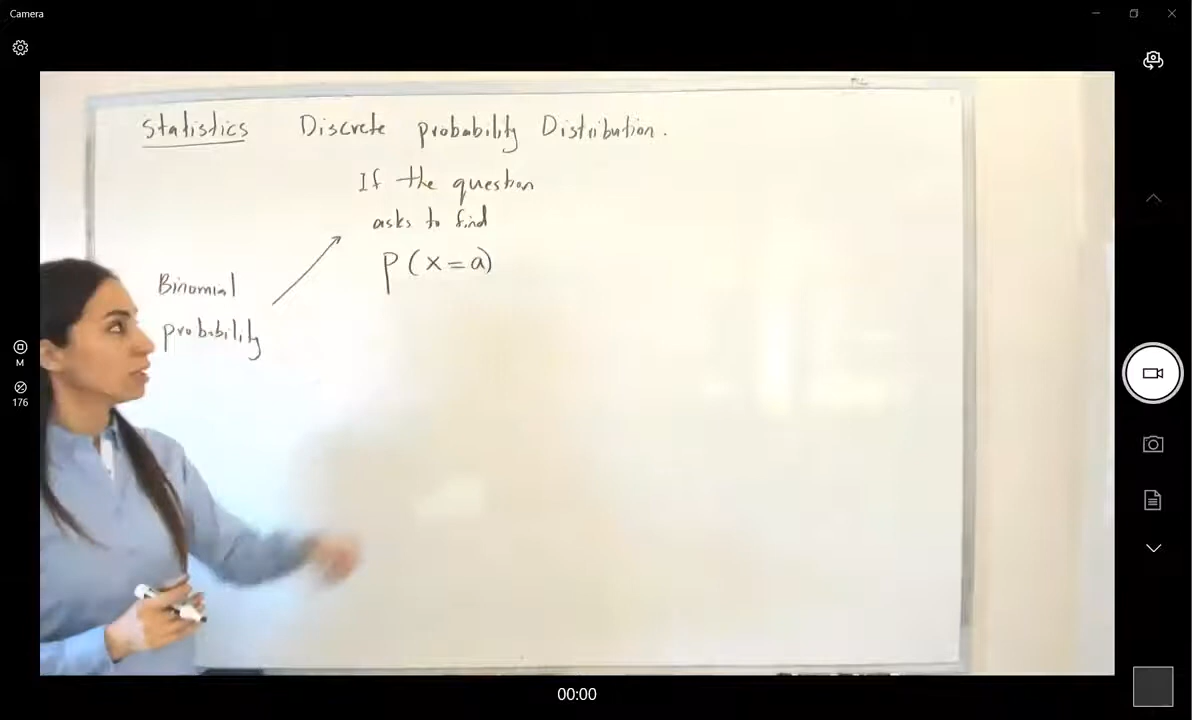 Camera
Statistics Discrete probability Distribution.
If the question
asks to find
P(x=a)
Binomial
probability
M
176
00:00